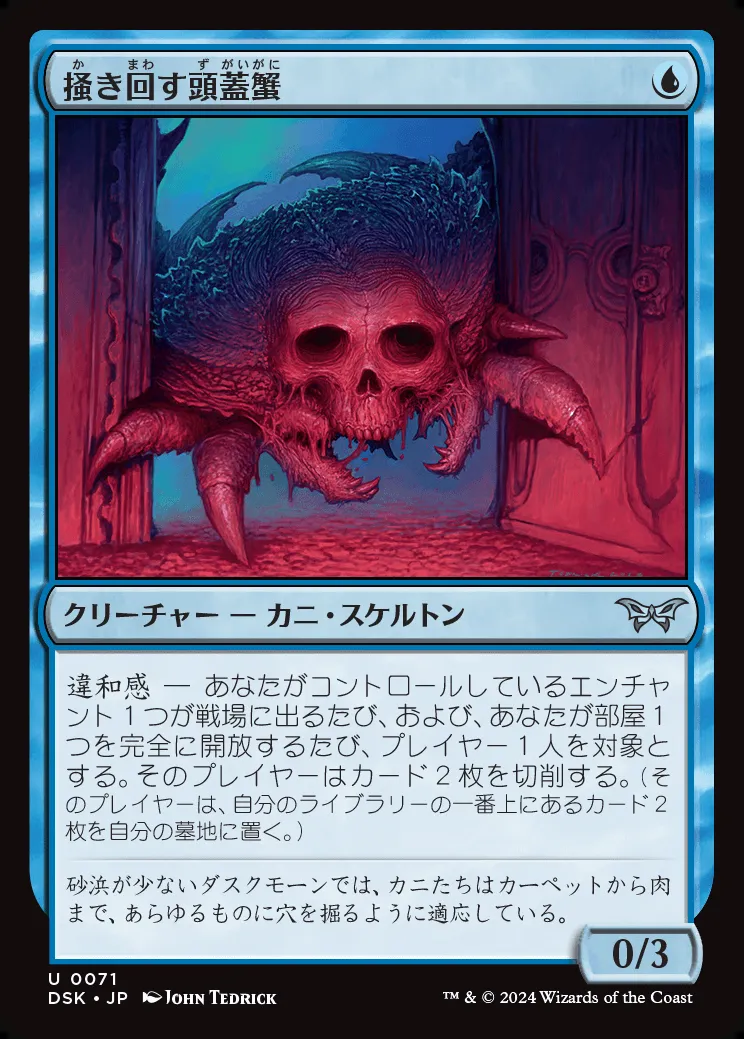 掻き回す頭蓋蟹
か まわ ず がいがに
クリーチャー — カニ・スケルトン
違和感 — あなたがコントロールしているエンチャ
ント１つが戦場に出るたび、および、あなたが部屋１
つを完全に開放するたび、プレイヤー１人を対象と
する。そのプレイヤーはカード２枚を切削する。（そ
のプレイヤーは、自分のライブラリーの一番上にあるカード２
枚を自分の墓地に置く。）
砂浜が少ないダスクモーンでは、カニたちはカーペットから肉
まで、あらゆるものに穴を掘るように適応している。
0/3
U 0071
DSK • JP JOHN TEDRICK
™ & © 2024 Wizards of the Coast